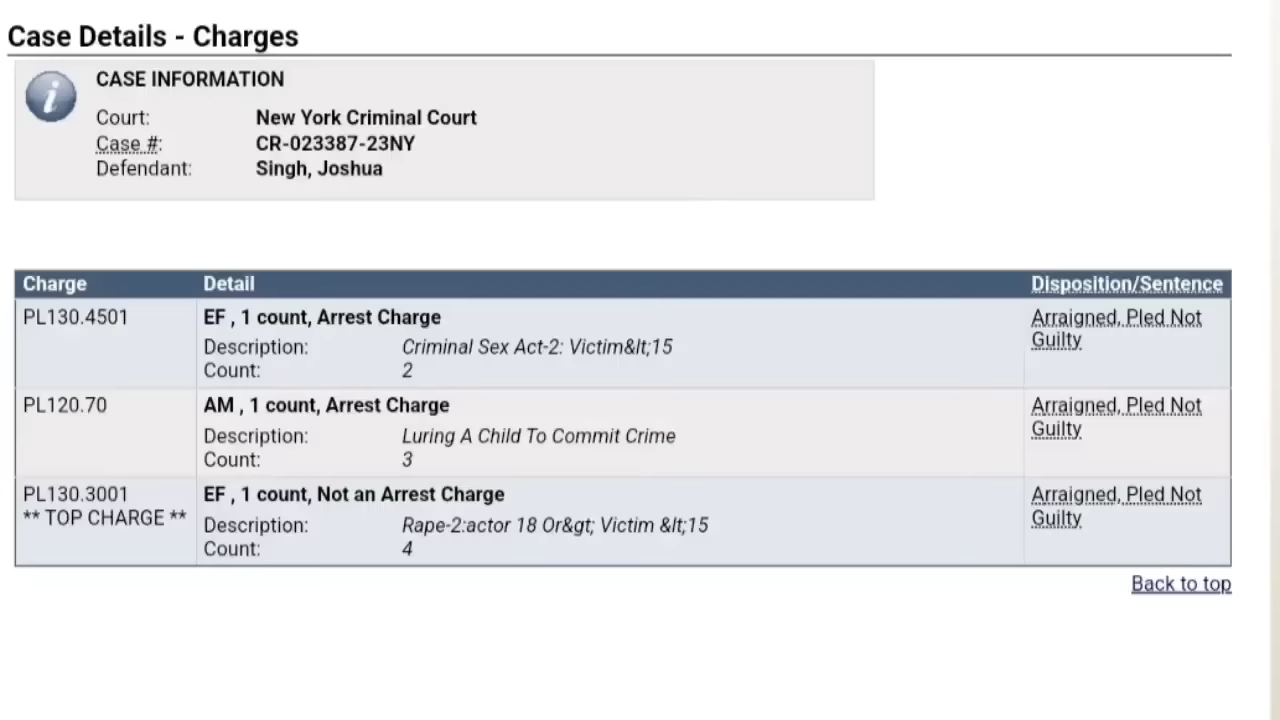 Case Details - Charges
CASE INFORMATION
Court: New York Criminal Court
Case #: CR-023387-23NY
Defendant: Singh, Joshua
Charge Detail Disposition/Sentence
PL130.4501 EF , 1 count, Arrest Charge Arraigned, Pled Not
Guilty
Description: Criminal Sex Act-2: Victim&lt;15
Count: 2
PL120.70 AM , 1 count, Arrest Charge Arraigned, Pled Not
Guilty
Description: Luring A Child To Commit Crime
Count: 3
PL130.3001 EF , 1 count, Not an Arrest Charge Arraigned, Pled Not
** TOP CHARGE ** Guilty
Description: Rape-2:actor 18 Or&gt; Victim &lt;15
Count: 4
Back to top